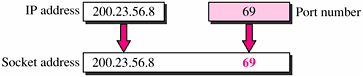 IP address 200.23.56.8 69 Port number
Socket address 200.23.56.8 69